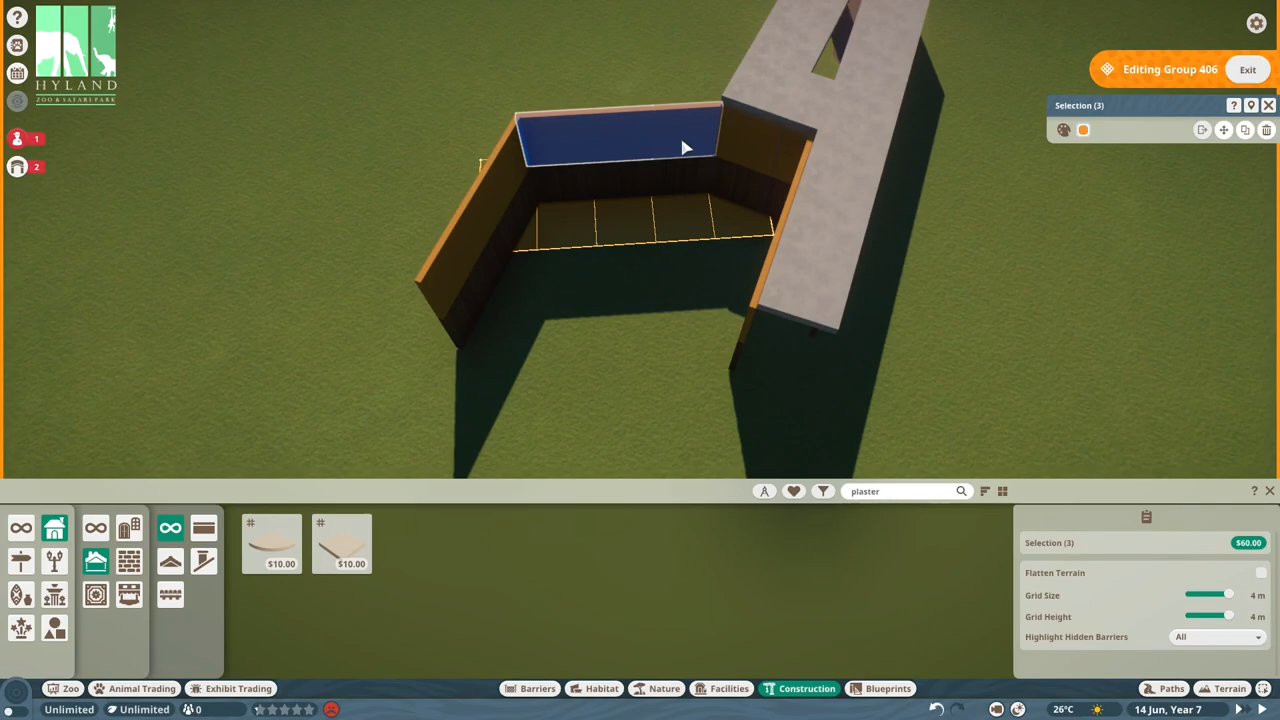 HYLAND
ZOO & SAFARI PARK
1
2
Editing Group 406
Exit
Selection (3)
?
plaster
?
$10.00
$10.00
Selection (3)
$60.00
Flatten Terrain
Grid Size
4 m
Grid Height
4 m
Highlight Hidden Barriers
All
Zoo
Animal Trading
Exhibit Trading
Barriers
Habitat
Nature
Facilities
Construction
Blueprints
Paths
Terrain
Unlimited
Unlimited
0
26°C
14 Jun, Year 7